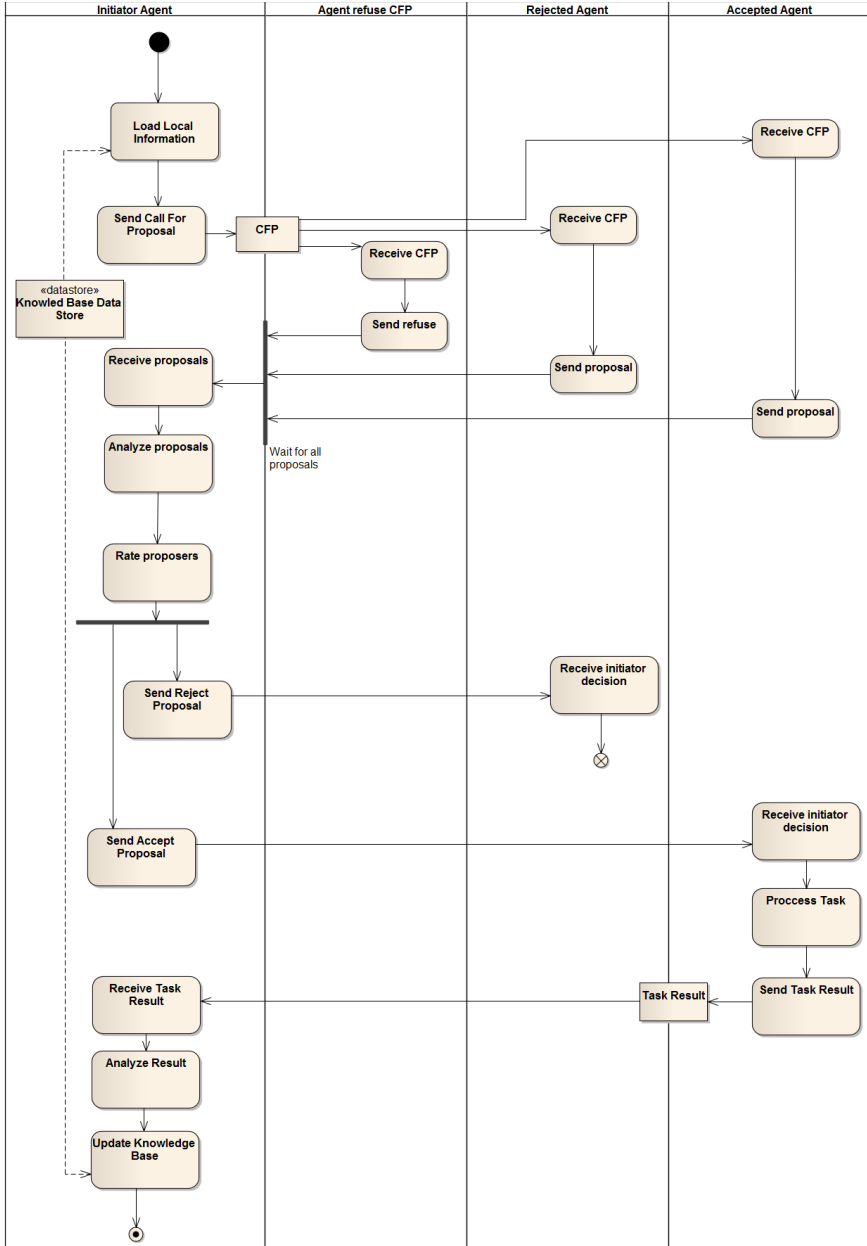 Initiator Agent
Agent refuse CFP
Rejected Agent
Accepted Agent
Load Local
Information
Receive CFP
Send Call For
Proposal
CFP
Receive CFP
Receive CFP
«datastore»
Knowled Base Data
Store
Send refuse
Receive proposals
Send proposal
Send proposal
Analyze proposals
Wait for all
proposals
Rate proposers
Receive initiator
decision
Send Reject
Proposal
Receive initiator
decision
Send Accept
Proposal
Proccess Task
Receive Task
Result
Task Result
Send Task Result
Analyze Result
Update Knowledge
Base